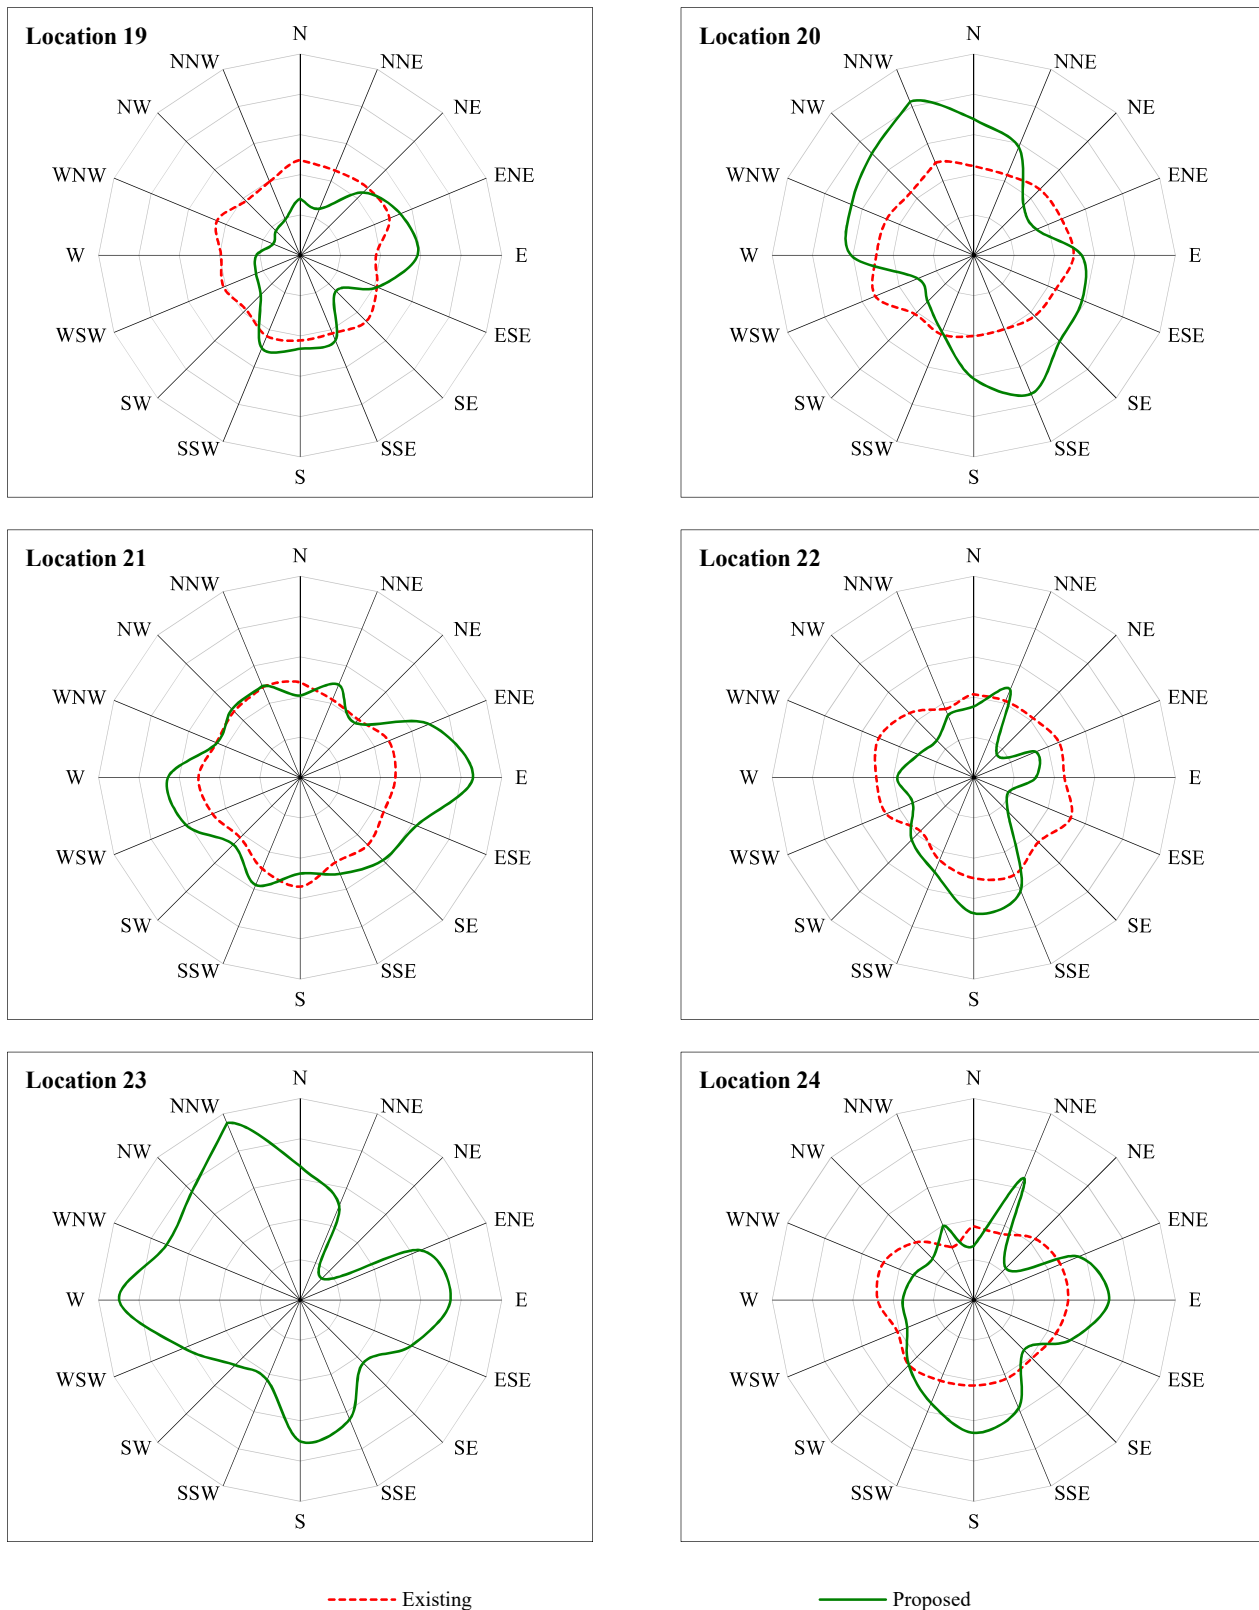 Location 19
N
NNW
NNE
NW
NE
WNW
ENE
W
E
WSW
ESE
SW
SE
SSW
SSE
S
Location 20
N
NNW
NNE
NW
NE
WNW
ENE
W
E
WSW
ESE
SW
SE
SSW
SSE
S
Location 21
N
NNW
NNE
NW
NE
WNW
ENE
W
E
WSW
ESE
SW
SE
SSW
SSE
S
Location 22
N
NNW
NNE
NW
NE
WNW
ENE
W
E
WSW
ESE
SW
SE
SSW
SSE
S
Location 23
N
NNW
NNE
NW
NE
WNW
ENE
W
E
WSW
ESE
SW
SE
SSW
SSE
S
Location 24
N
NNW
NNE
NW
NE
WNW
ENE
W
E
WSW
ESE
SW
SE
SSW
SSE
S
Existing
Proposed